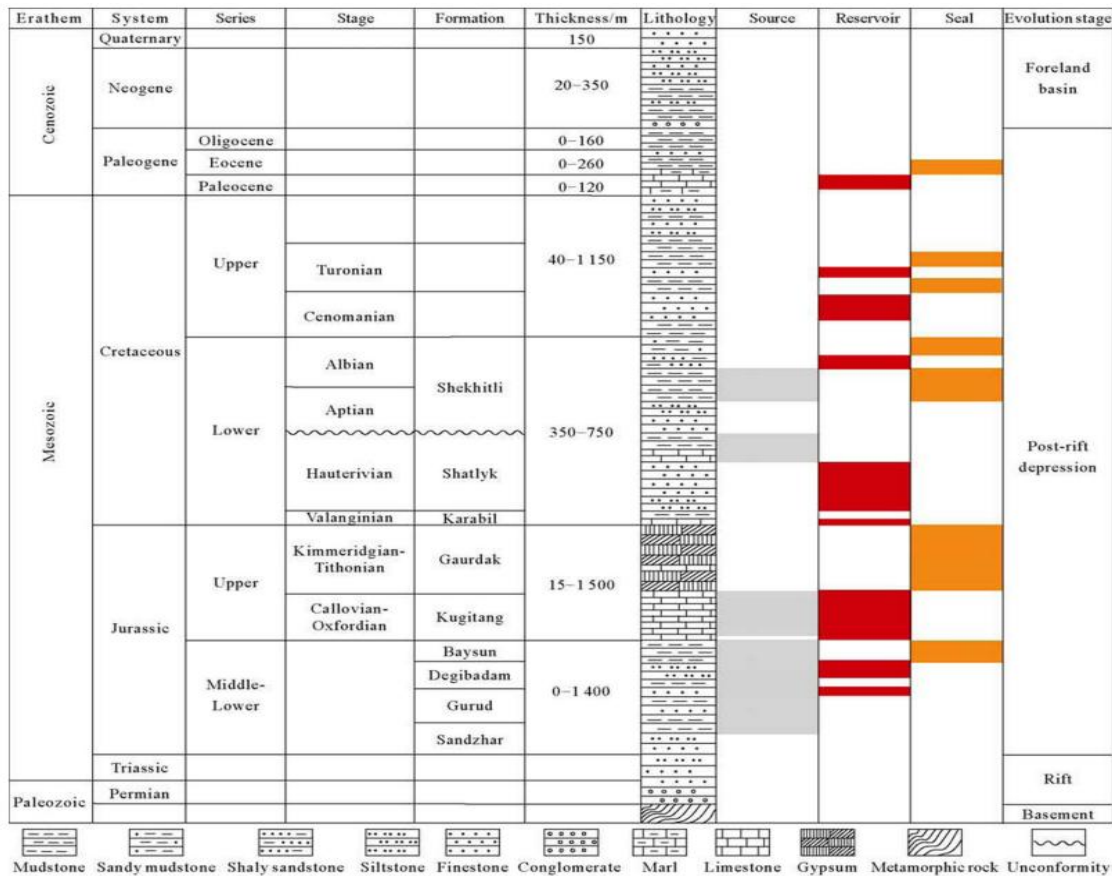 Erathem System Series Stage Formation Thickness/m Lithology Source Reservoir Seal Evolution stage
Cenozoic
Quaternary 150
Neogene 20–350
Foreland
basin
Paleogene
Oligocene 0–160
Eocene 0–260
Paleocene 0–120
Mesozoic
Cretaceous
Upper
Turonian
Cenomanian
40–1 150
Lower
Albian
Aptian
Shekhitli
Hauterivian Shatlyk
Valanginian Karabil
350–750
Post-rift
depression
Jurassic
Upper
Kimmeridgian-
Tithonian
Gaurdak
Callovian-
Oxfordian
Kugitang
15–1 500
Middle-
Lower
Baysun
Degibadam
Gurud
Sandzhar
0–1 400
Triassic
Rift
Paleozoic
Permian
Basement
Mudstone Sandy mudstone Shaly sandstone Siltstone Finestone Conglomerate Marl Limestone Gypsum Metamorphic rock Unconformity